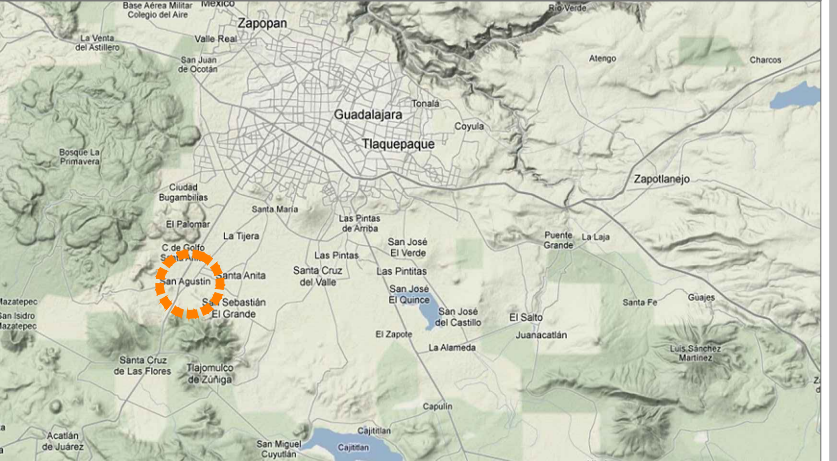 México
Base Aérea Militar
Colegio del Aire
Zapopan
Río Verde
La Venta
del Astillero
Valle Real
San Juan
de Ocotán
Atengo
Charcos
Tonalá
Guadalajara
Coyula
Tlaquepaque
Bosque La
Primavera
Zapotlanejo
Ciudad
Bugambilias
Santa María
El Palomar
Las Pintas
de Arriba
La Tijera
Puente
Grande
La Laja
C.de Golfo
Santa Anita
San José
El Verde
Las Pintas
Santa Cruz
del Valle
Las Pintitas
San Agustin
Santa Anita
San José
El Quince
Mazatepec
San Isidro
Mazatepec
San Sebastián
El Grande
Santa Fe
Guajes
San José
del Castillo
El Salto
El Zapote
Juanacatlán
La Alameda
Luis Sánchez
Martínez
Santa Cruz
de Las Flores
Tlajomulco
de Zúñiga
Capulin
Acatlán
de Juárez
Cajititlan
San Miguel
Cuyutlán
Cajititlan